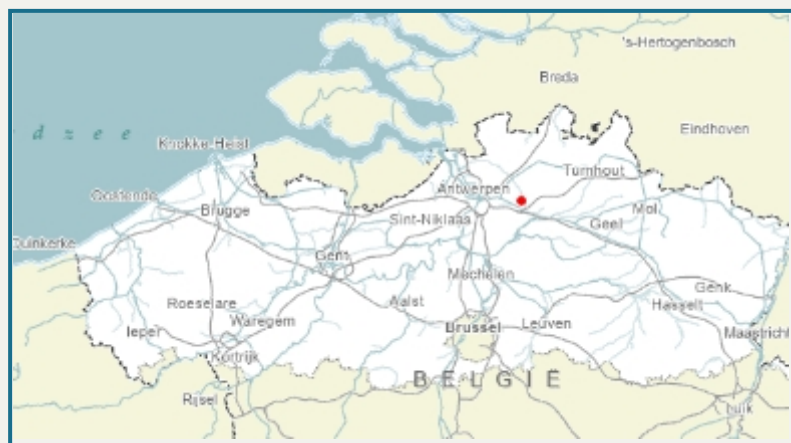 's-Hertogenbosch
Breda
d z e e
Eindhoven
Knokke-Heist
Turnhout
Oostende
Antwerpen
Brugge
Mol
Sint-Niklaas
Geel
Duinkerke
Gent
Mechelen
Genk
Roeselare
Aalst
Hasselt
Ieper
Waregem
Brussel
Leuven
Maastricht
Kortrijk
BELGIË
Rijsel
Luik